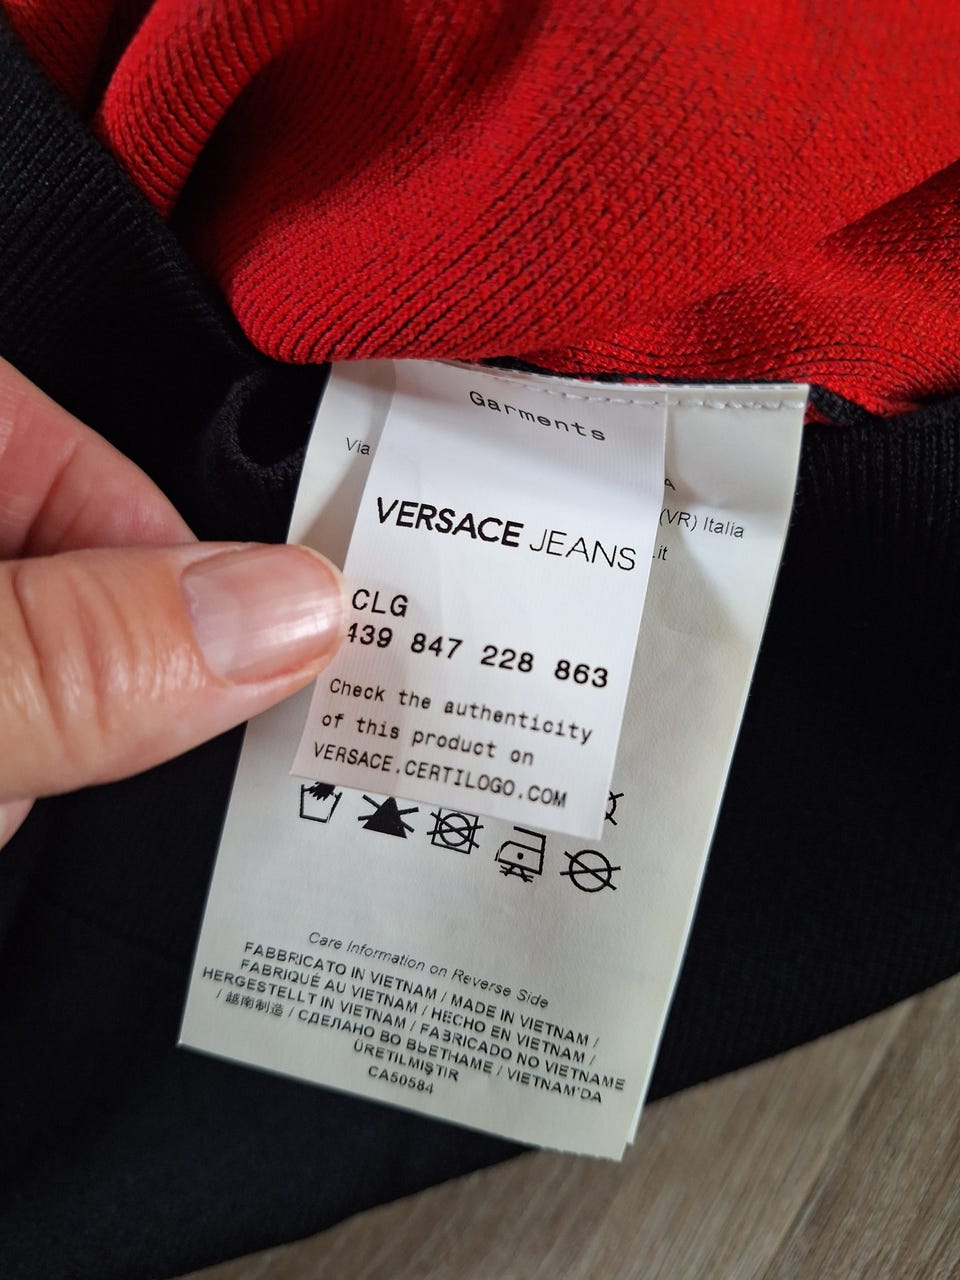 Garments
Via
A
(VR) Italia
.it
VERSACE JEANS
CLG
439 847 228 863
Check the authenticity
of this product on
VERSACE.CERTILOGO.COM
Care Information on Reverse Side
FABBRICATO IN VIETNAM / MADE IN VIETNAM /
FABRIQUÉ AU VIETNAM / HECHO EN VIETNAM /
HERGESTELLT IN VIETNAM / FABRICADO NO VIETNAME
/ 越南制造 / СДЕЛАНО ВО ВЬЕТНАМЕ / VIETNAM'DA
ÜRETILMIŞTIR
CA50584